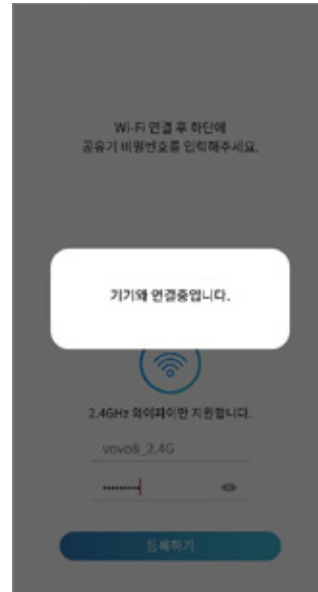 Wi-Fi 연결 후 하단에
공유기 비밀번호를 입력해주세요.
기기와 연결중입니다.
2.4GHz 와이파이만 지원합니다.
vovo8_2.4G
등록하기